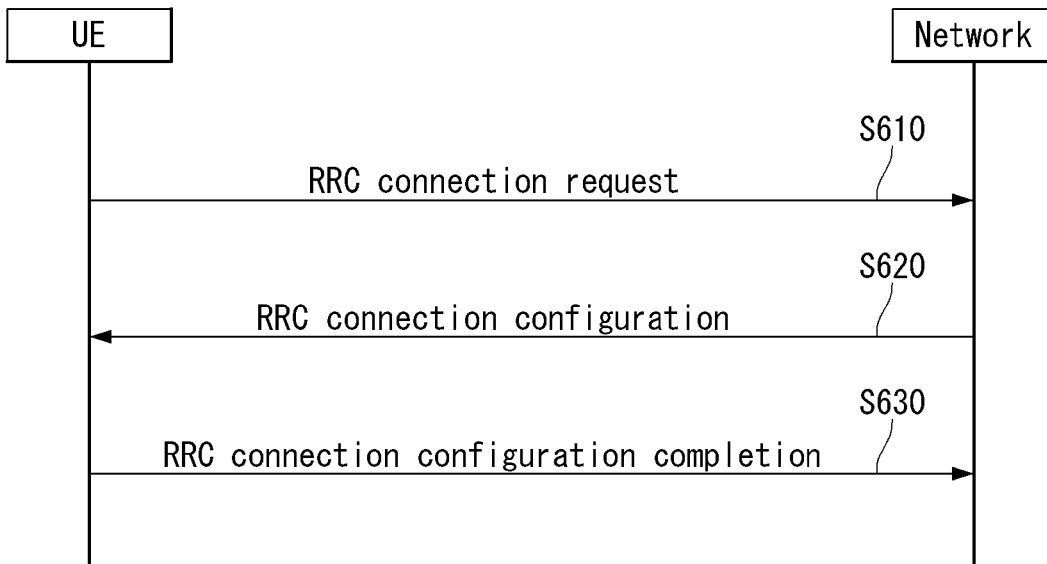 UE
Network
S610
RRC connection request
S620
RRC connection configuration
S630
RRC connection configuration completion